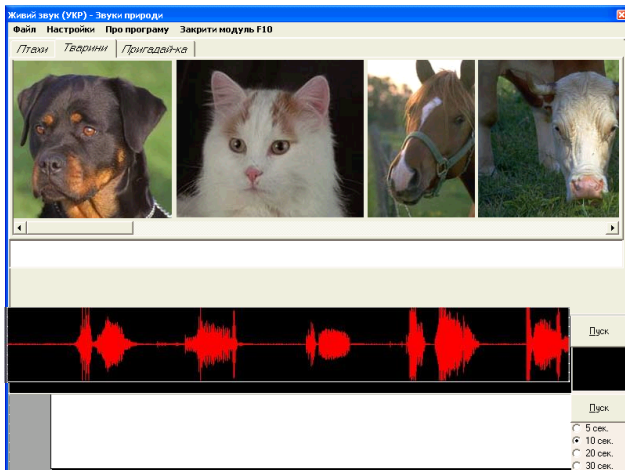 Живий звук (УКР) - Звуки природи
Файл Настройки Про програму Закрити модуль F10
Птахи Тварини Пригадай-ка
Пуск
Пуск
5 сек.
10 сек.
20 сек.
30 сек.